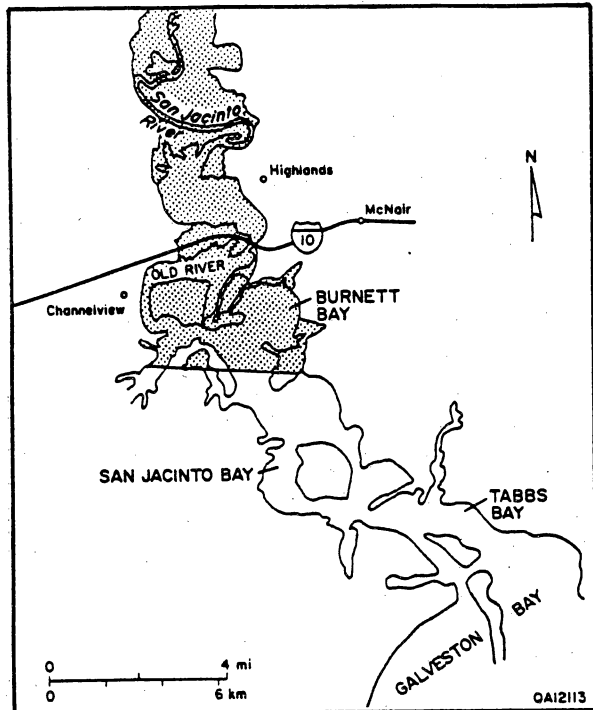 San Jacinto
River
Highlands
N
McNair
10
OLD RIVER
Channelview
BURNETT
BAY
SAN JACINTO BAY
TABBS
BAY
GALVESTON BAY
0 4 mi
0 6 km
QA12113